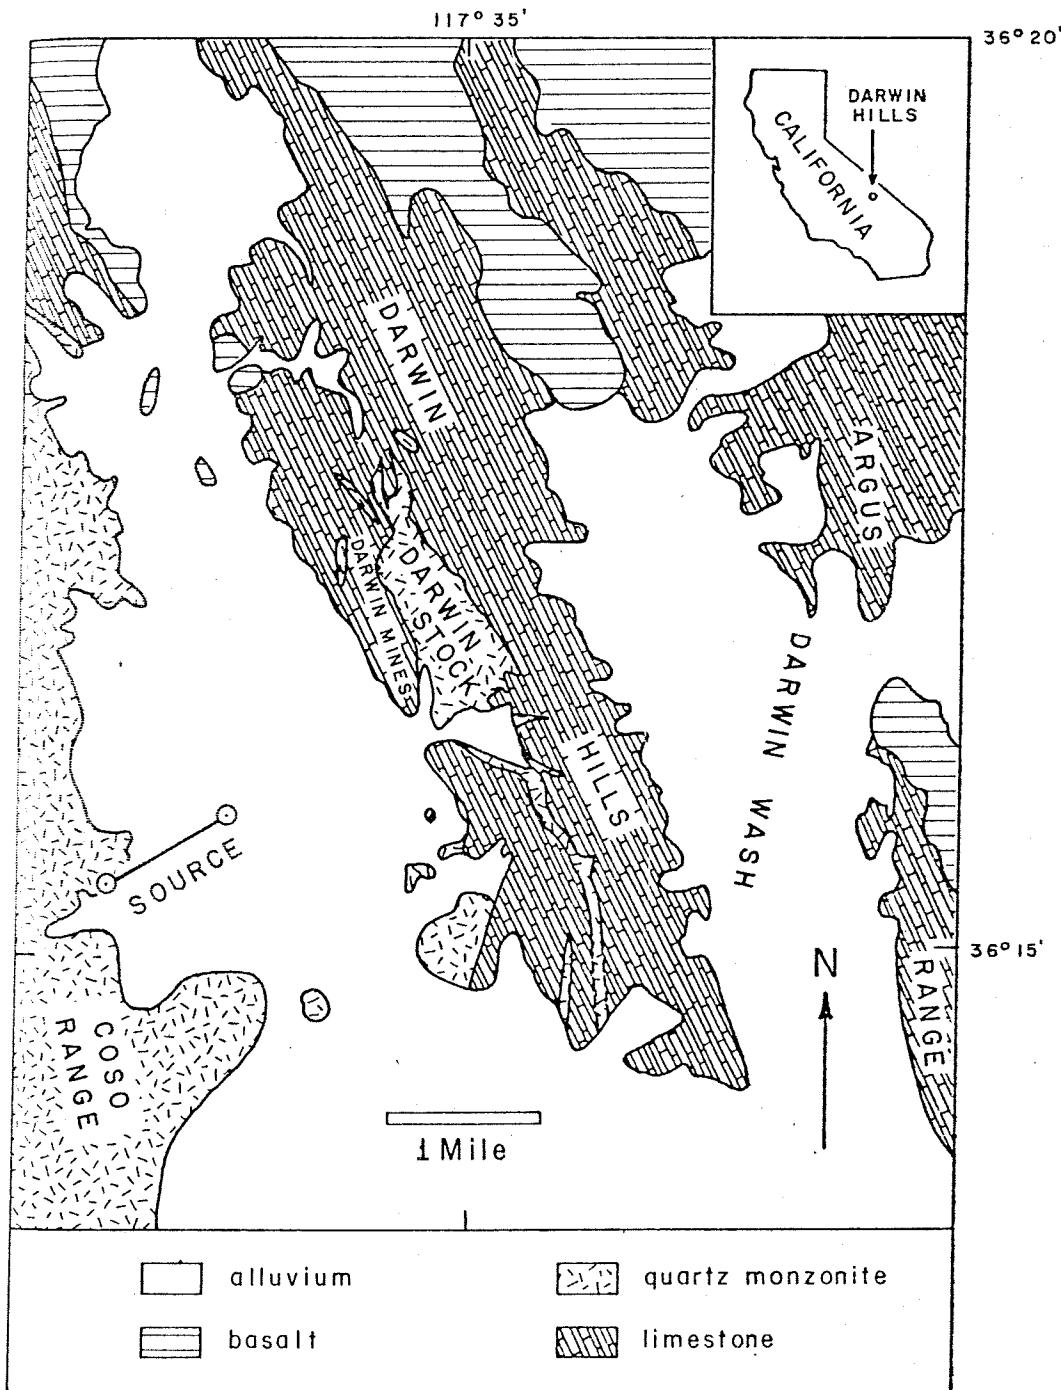 117° 35'
36° 20'
DARWIN
HILLS
CALIFORNIA
DARWIN
ARGUS
DARWIN MINES
DARWIN
STOCK
DARWIN WASH
HILLS
SOURCE
36° 15'
N
RANGE
COSO
RANGE
1 Mile
alluvium
quartz monzonite
basalt
limestone